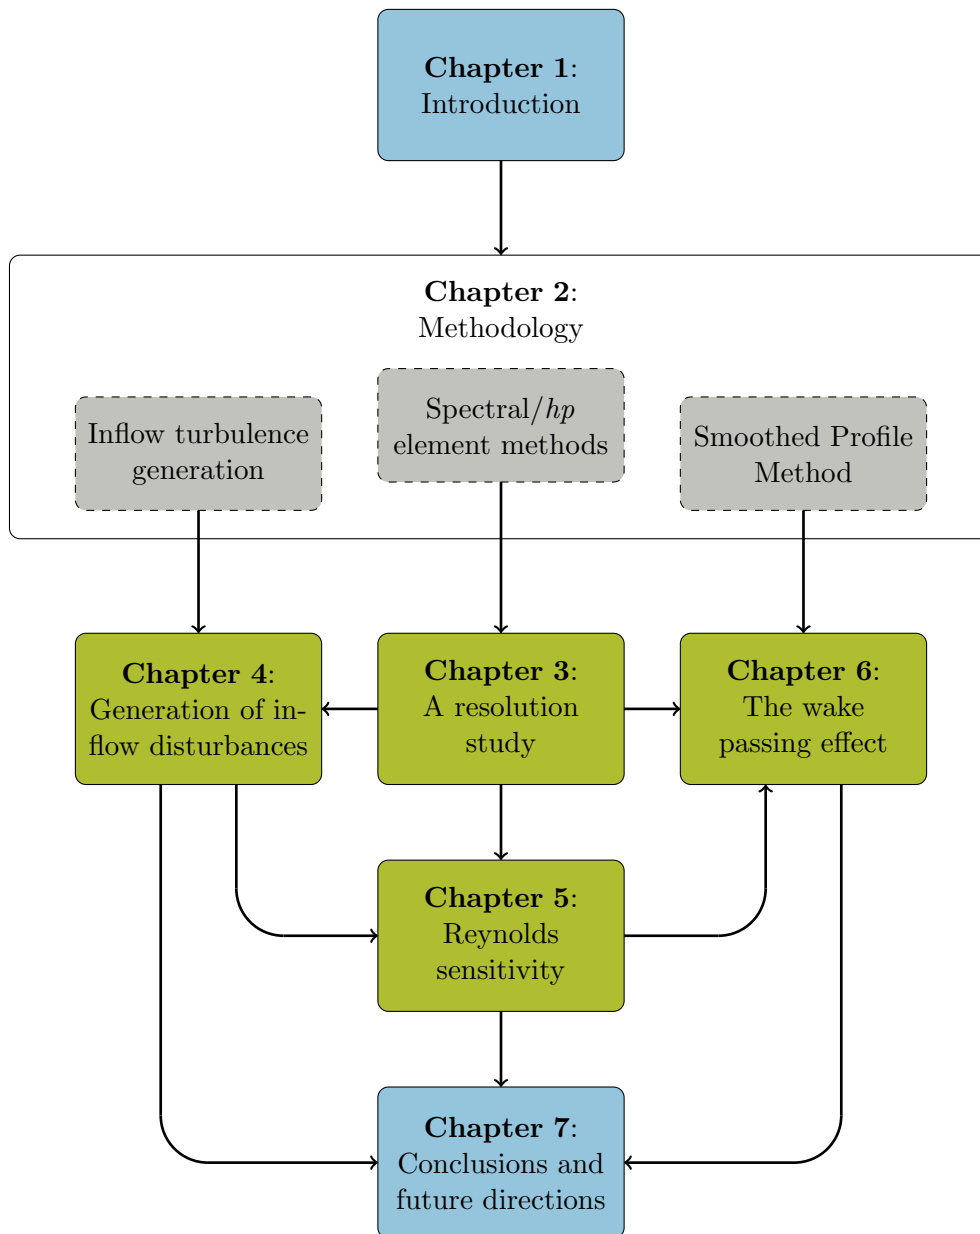 Chapter 1:
Introduction
Chapter 2:
Methodology
Inflow turbulence
generation
Spectral/hp
element methods
Smoothed Profile
Method
Chapter 4:
Generation of in-
flow disturbances
Chapter 3:
A resolution
study
Chapter 6:
The wake
passing effect
Chapter 5:
Reynolds
sensitivity
Chapter 7:
Conclusions and
future directions